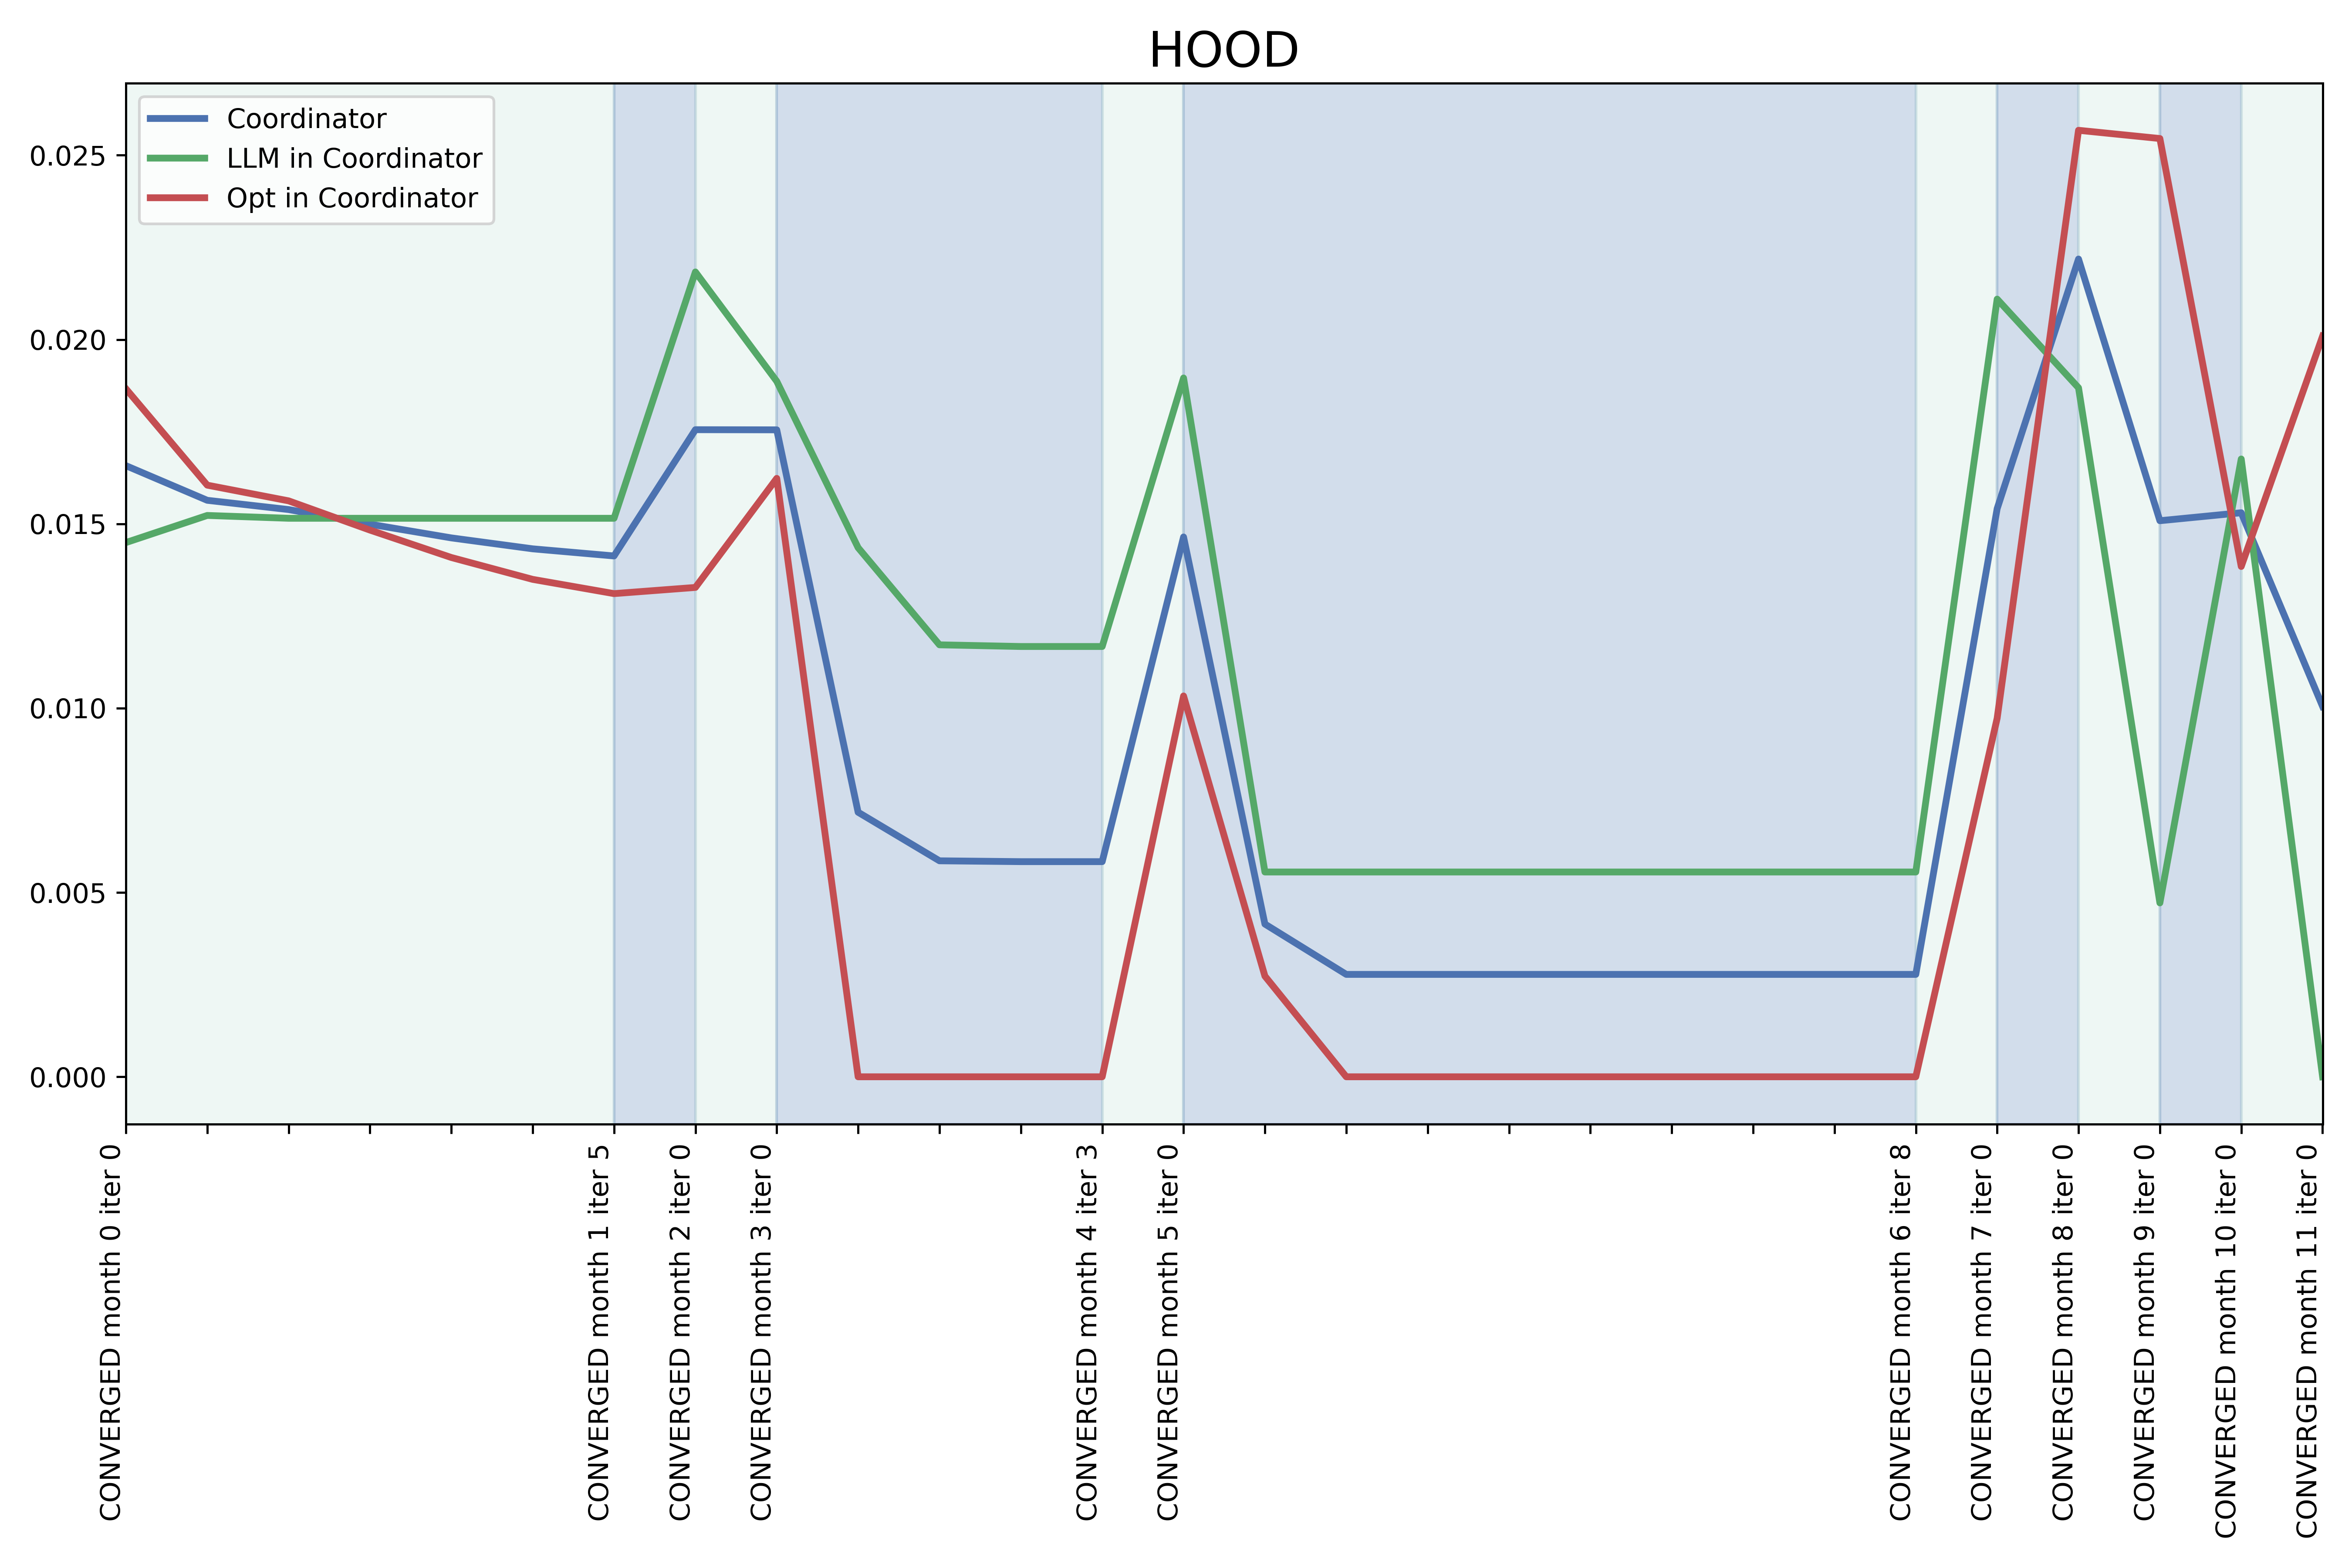 HOOD
Coordinator
LLM in Coordinator
Opt in Coordinator
0.025
0.020
0.015
0.010
0.005
0.000
CONVERGED month 0 iter 0
CONVERGED month 1 iter 5
CONVERGED month 2 iter 0
CONVERGED month 3 iter 0
CONVERGED month 4 iter 3
CONVERGED month 5 iter 0
CONVERGED month 6 iter 8
CONVERGED month 7 iter 0
CONVERGED month 8 iter 0
CONVERGED month 9 iter 0
CONVERGED month 10 iter 0
CONVERGED month 11 iter 0